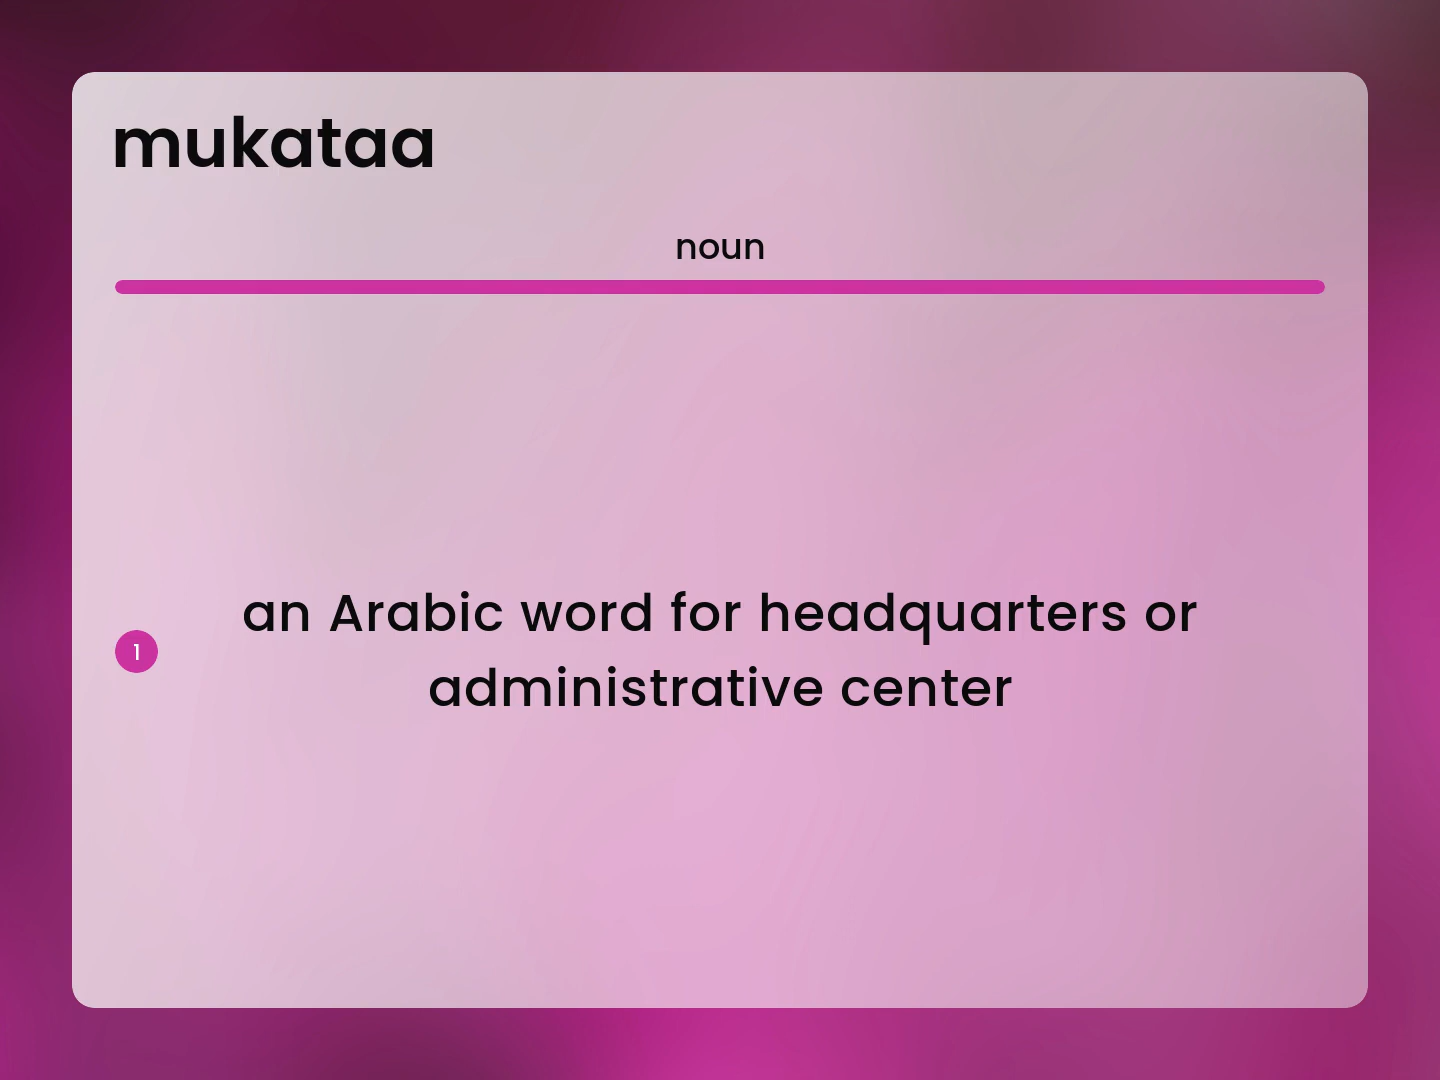 mukataa
noun
1
an Arabic word for headquarters or
administrative center